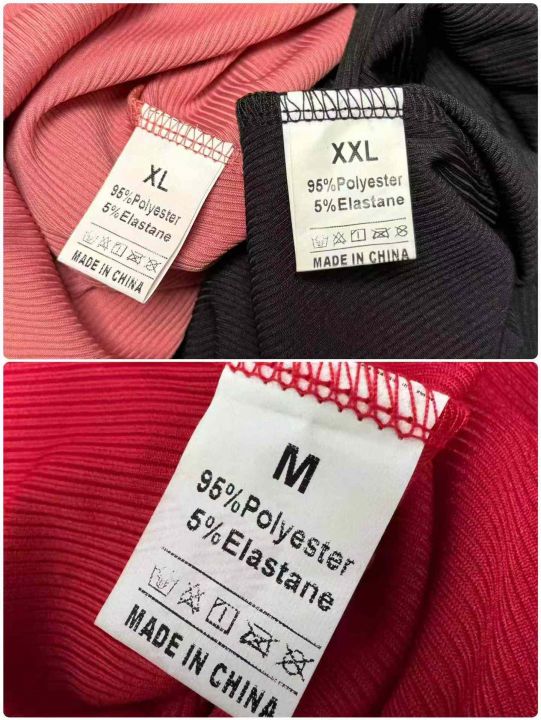 XL
95%Polyester
5%Elastane
MADE IN CHINA
XXL
95%Polyester
5%Elastane
MADE IN CHINA
M
95%Polyester
5%Elastane
MADE IN CHINA